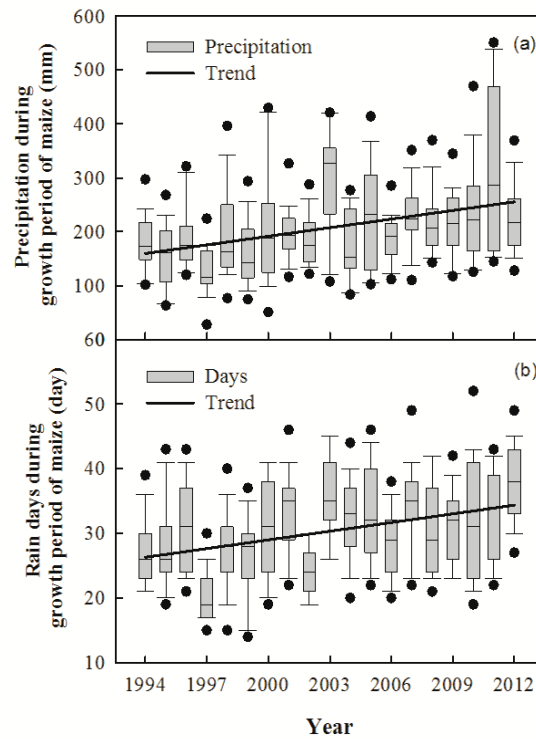 (a)
Precipitation
Trend
Precipitation during
growth period of maize (mm)
600
500
400
300
200
100
60
(b)
Days
Trend
Rain days during
growth period of maize (day)
50
40
30
20
10
1994 1997 2000 2003 2006 2009 2012
Year